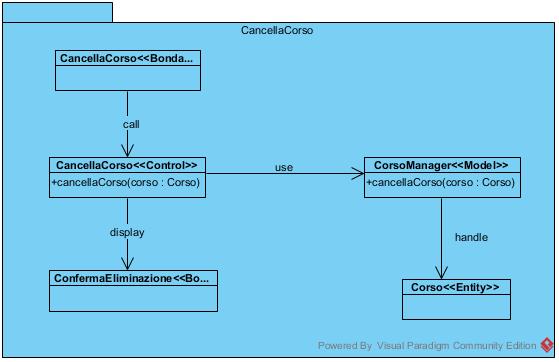 CancellaCorso
CancellaCorso<<Bonda...
call
CancellaCorso<<Control>>
+cancellaCorso(corso : Corso)
use
CorsoManager<<Model>>
+cancellaCorso(corso : Corso)
display
handle
ConfermaEliminazione<<Bo...
Corso<<Entity>>
Powered By Visual Paradigm Community Edition